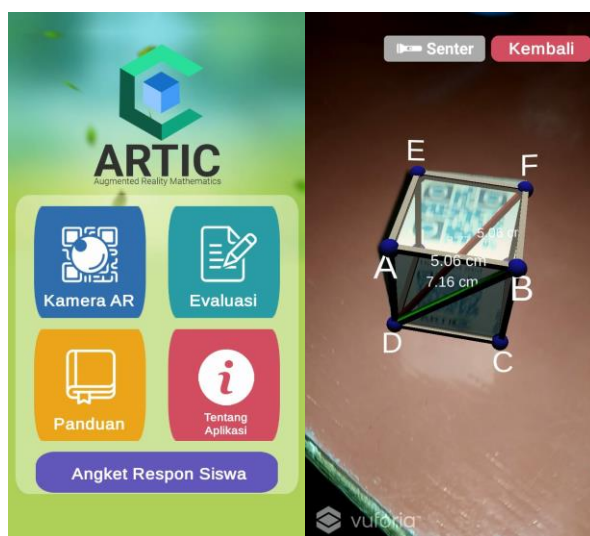 ARTIC
Augmented Reality Mathematics
Kamera AR
Evaluasi
Panduan
Tentang
Aplikasi
Angket Respon Siswa
Senter
Kembali
E
F
A
5.06 cm
B
7.16 cm
D
C
vuforia